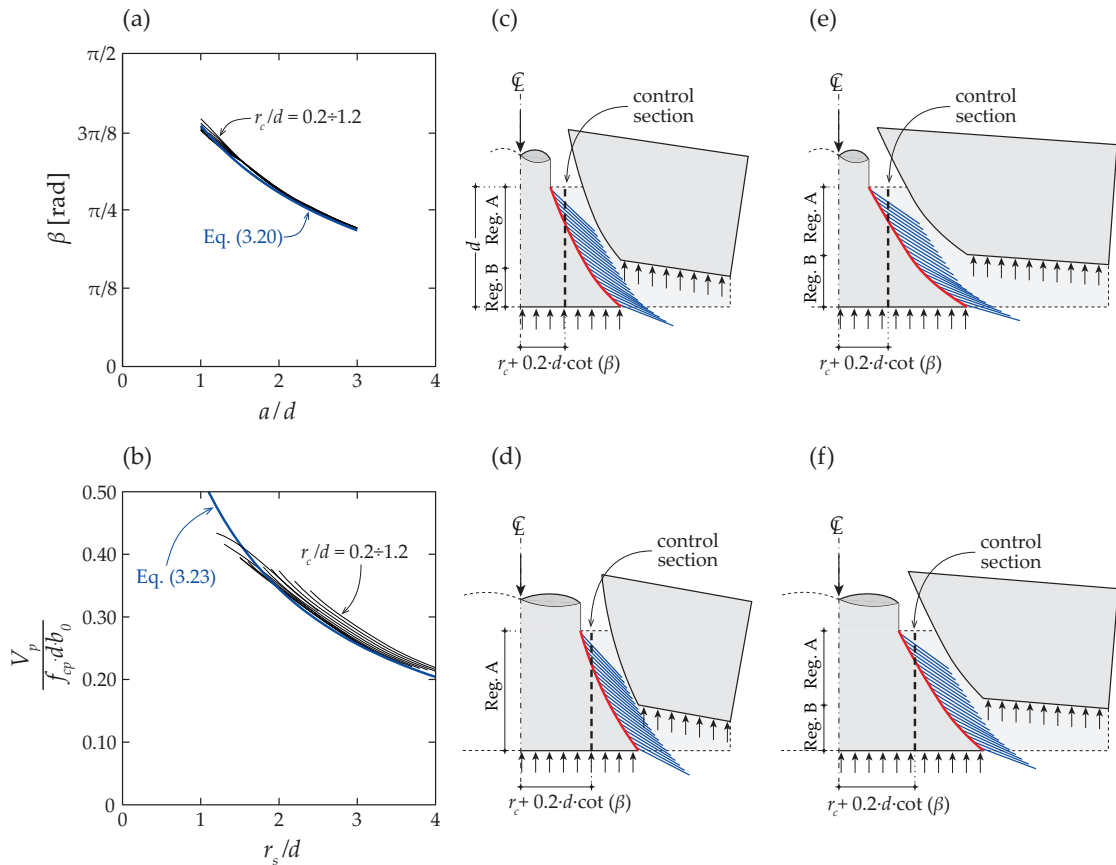 (a)
π/2
3π/8
π/4
π/8
0
β [rad]
r_c/d = 0.2÷1.2
Eq. (3.20)
0
1
2
3
4
a/d
(c)
℄
control
section
d
Reg. A
Reg. B
r_c + 0.2·d·cot (β)
(e)
℄
control
section
Reg. A
Reg. B
r_c + 0.2·d·cot (β)
(b)
0.50
0.40
0.30
0.20
0.10
0
V_p
f_cp·d·b_0
Eq. (3.23)
r_c/d = 0.2÷1.2
0
1
2
3
4
r_s/d
(d)
℄
control
section
Reg. A
r_c + 0.2·d·cot (β)
(f)
℄
control
section
Reg. A
Reg. B
r_c + 0.2·d·cot (β)